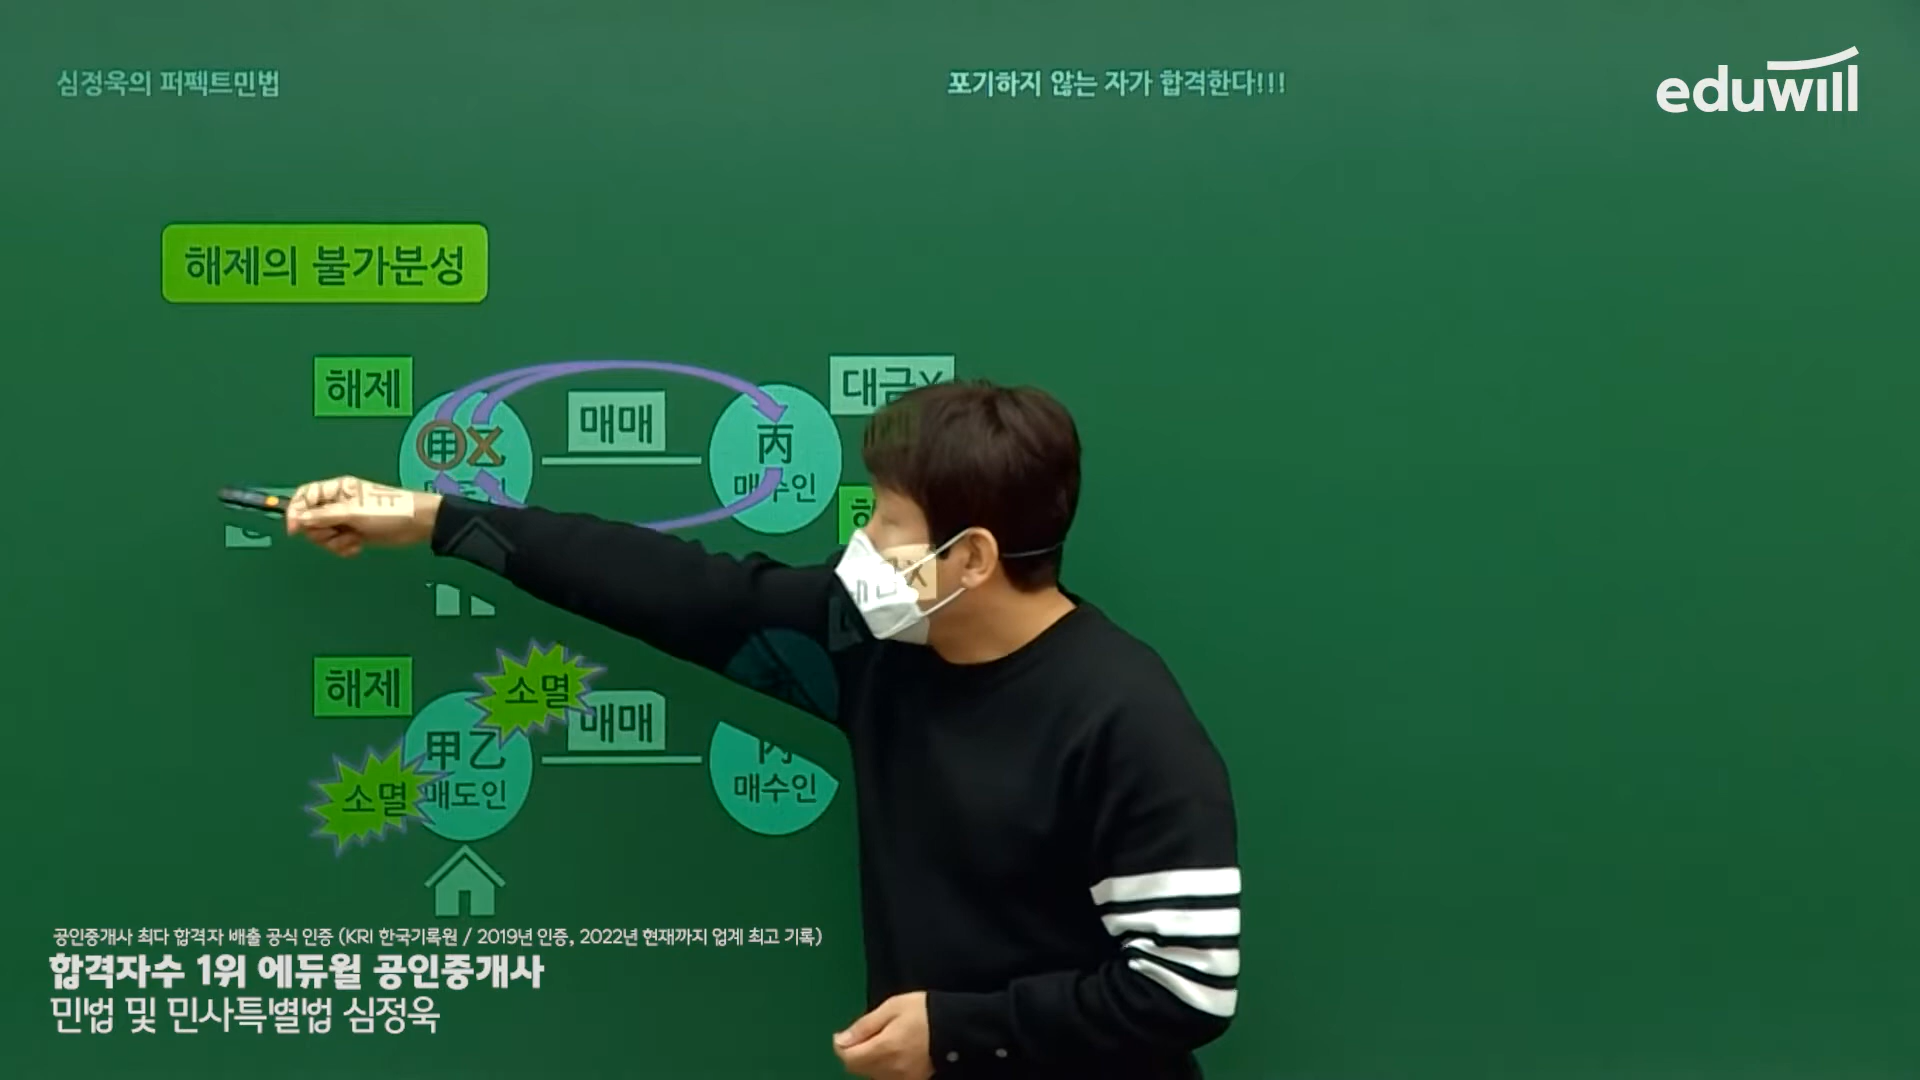 심정욱의 퍼펙트민법
포기하지 않는 자가 합격한다!!!
eduwill
해제의 불가분성
해제
매매
대금X
甲乙
丙
매수인
해제
소멸
매매
甲乙
매도인
소멸
丙
매수인
공인중개사 최다 합격자 배출 공식 인증 (KRI 한국기록원 / 2019년 인증, 2022년 현재까지 업계 최고 기록)
합격자수 1위 에듀윌 공인중개사
민법 및 민사특별법 심정욱